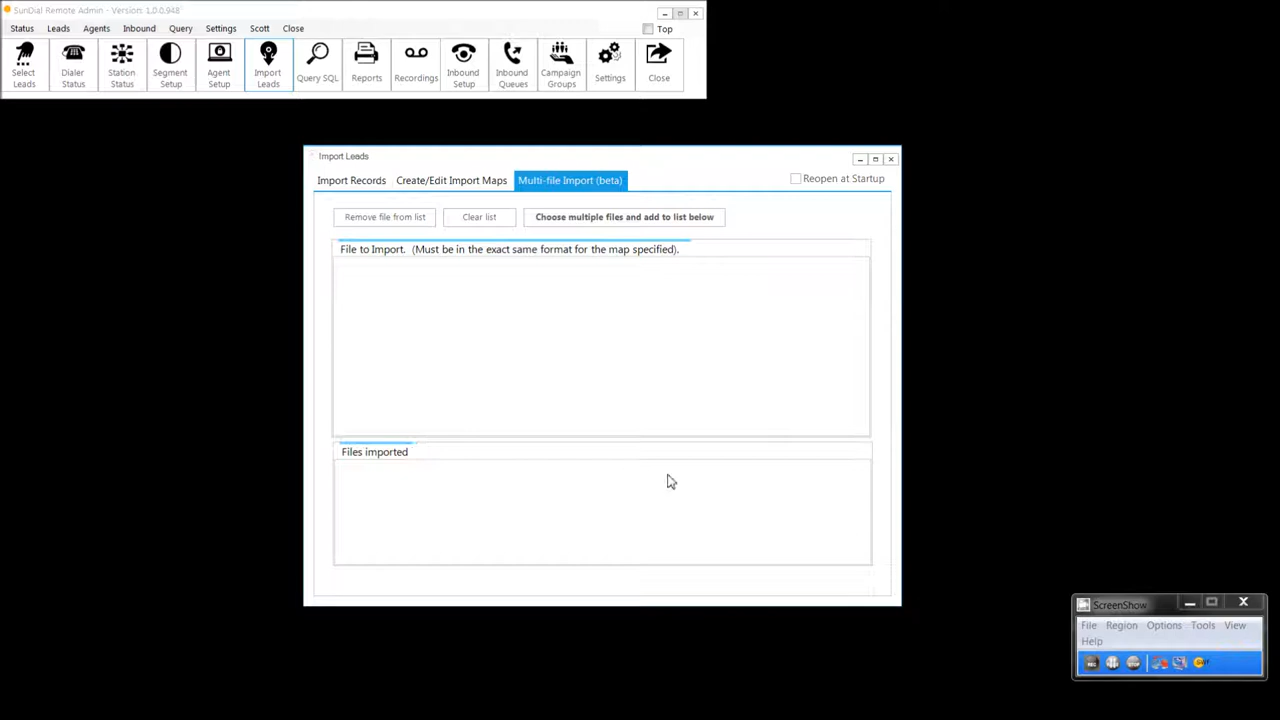 SunDial Remote Admin - Version: 1.0.0.948
Top
Status Leads Agents Inbound Query Settings Scott Close
Select Leads
Dialer Status
Station Status
Segment Setup
Agent Setup
Import Leads
Query SQL
Reports
Recordings
Inbound Setup
Inbound Queues
Campaign Groups
Settings
Close
Import Leads
Import Records Create/Edit Import Maps Multi-file Import (beta) Reopen at Startup
Remove file from list Clear list Choose multiple files and add to list below
File to Import. (Must be in the exact same format for the map specified).
Files imported
ScreenShow
File Region Options Tools View
Help
REC